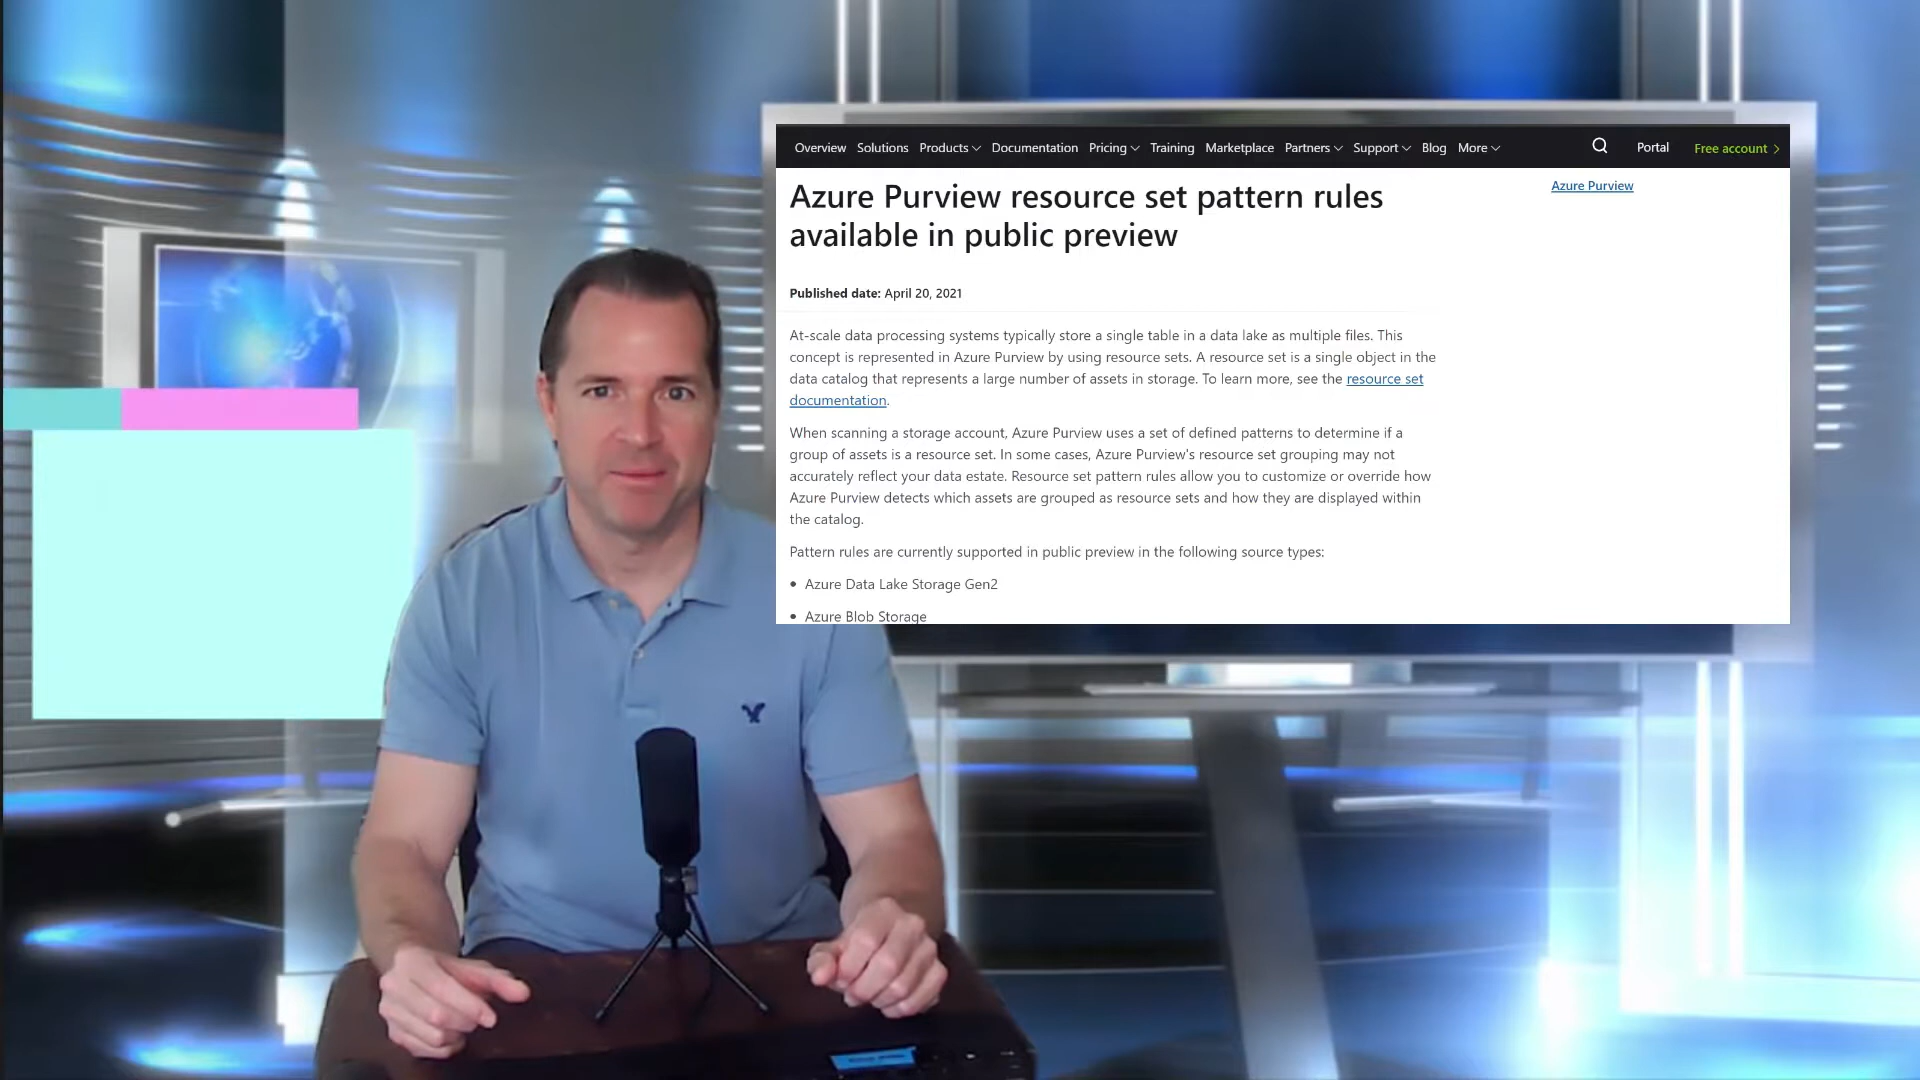 Overview Solutions Products Documentation Pricing Training Marketplace Partners Support Blog More Portal Free account
Azure Purview resource set pattern rules
available in public preview
Azure Purview
Published date: April 20, 2021
At-scale data processing systems typically store a single table in a data lake as multiple files. This
concept is represented in Azure Purview by using resource sets. A resource set is a single object in the
data catalog that represents a large number of assets in storage. To learn more, see the resource set
documentation.
When scanning a storage account, Azure Purview uses a set of defined patterns to determine if a
group of assets is a resource set. In some cases, Azure Purview's resource set grouping may not
accurately reflect your data estate. Resource set pattern rules allow you to customize or override how
Azure Purview detects which assets are grouped as resource sets and how they are displayed within
the catalog.
Pattern rules are currently supported in public preview in the following source types:
• Azure Data Lake Storage Gen2
• Azure Blob Storage